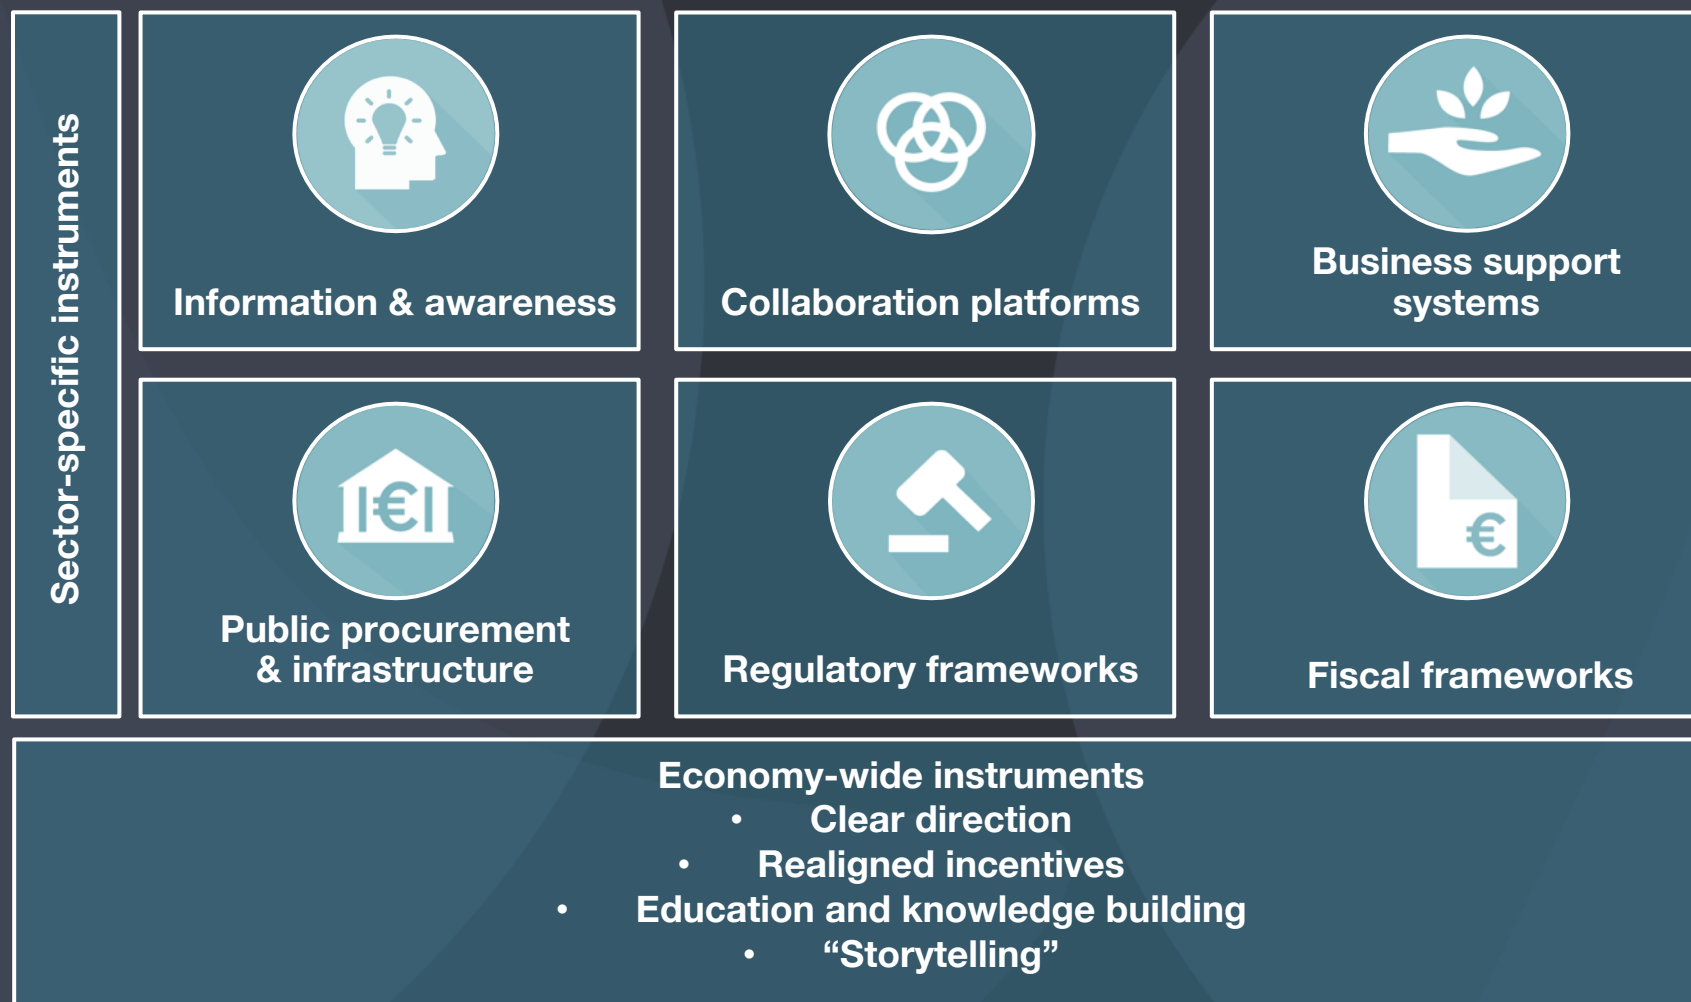 Sector-specific instruments
Information & awareness
Collaboration platforms
Business support
systems
|€|
€
Public procurement
& infrastructure
Regulatory frameworks
Fiscal frameworks
Economy-wide instruments
• Clear direction
• Realigned incentives
• Education and knowledge building
• “Storytelling”